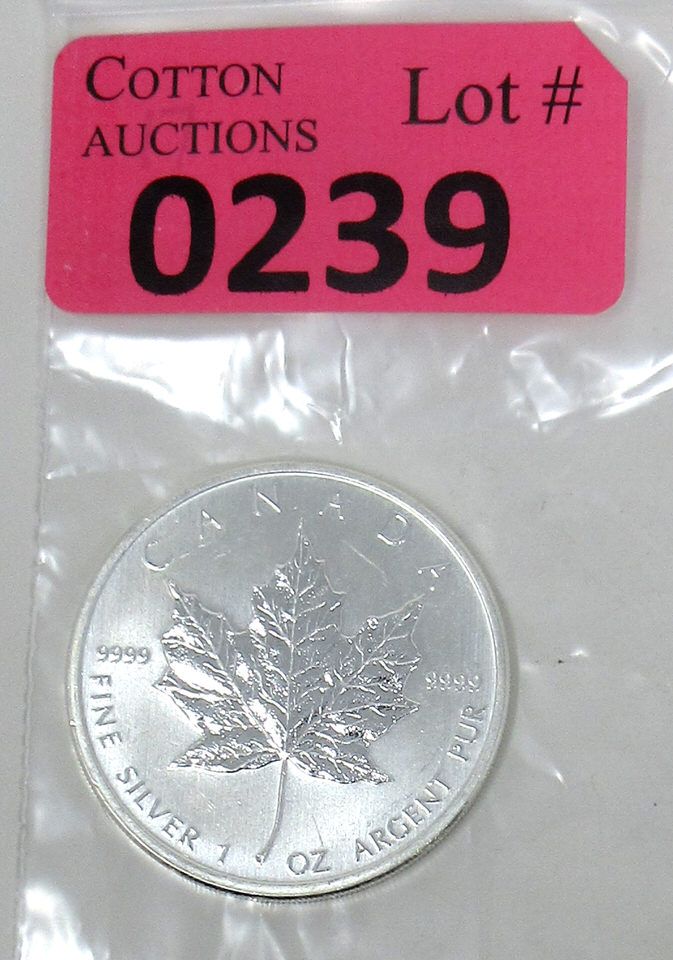 COTTON
AUCTIONS
Lot #
0239
CANADA
9999
9999
FINE SILVER 1 OZ ARGENT PUR